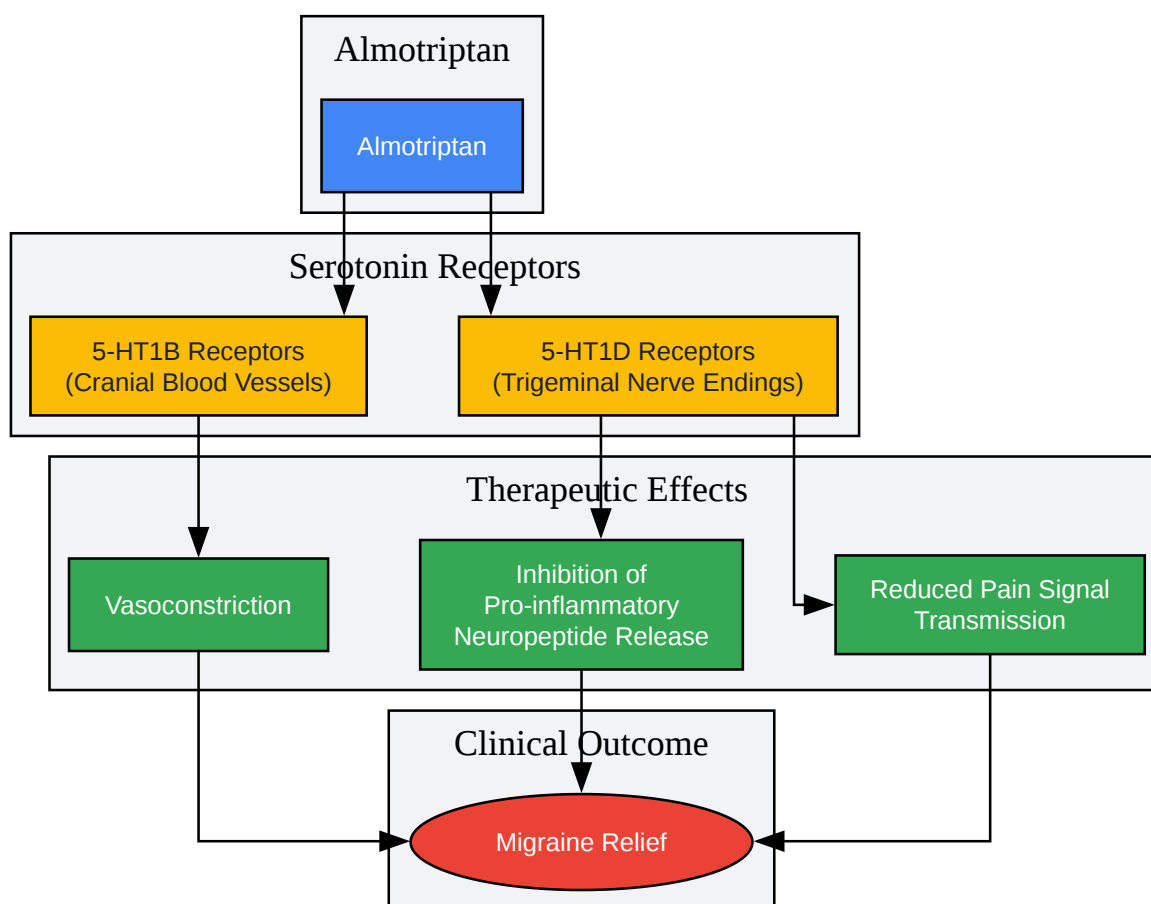 Almotriptan
Almotriptan
Serotonin Receptors
5-HT1B Receptors
(Cranial Blood Vessels)
5-HT1D Receptors
(Trigeminal Nerve Endings)
Therapeutic Effects
Vasoconstriction
Inhibition of
Pro-inflammatory
Neuropeptide Release
Reduced Pain Signal
Transmission
Clinical Outcome
Migraine Relief